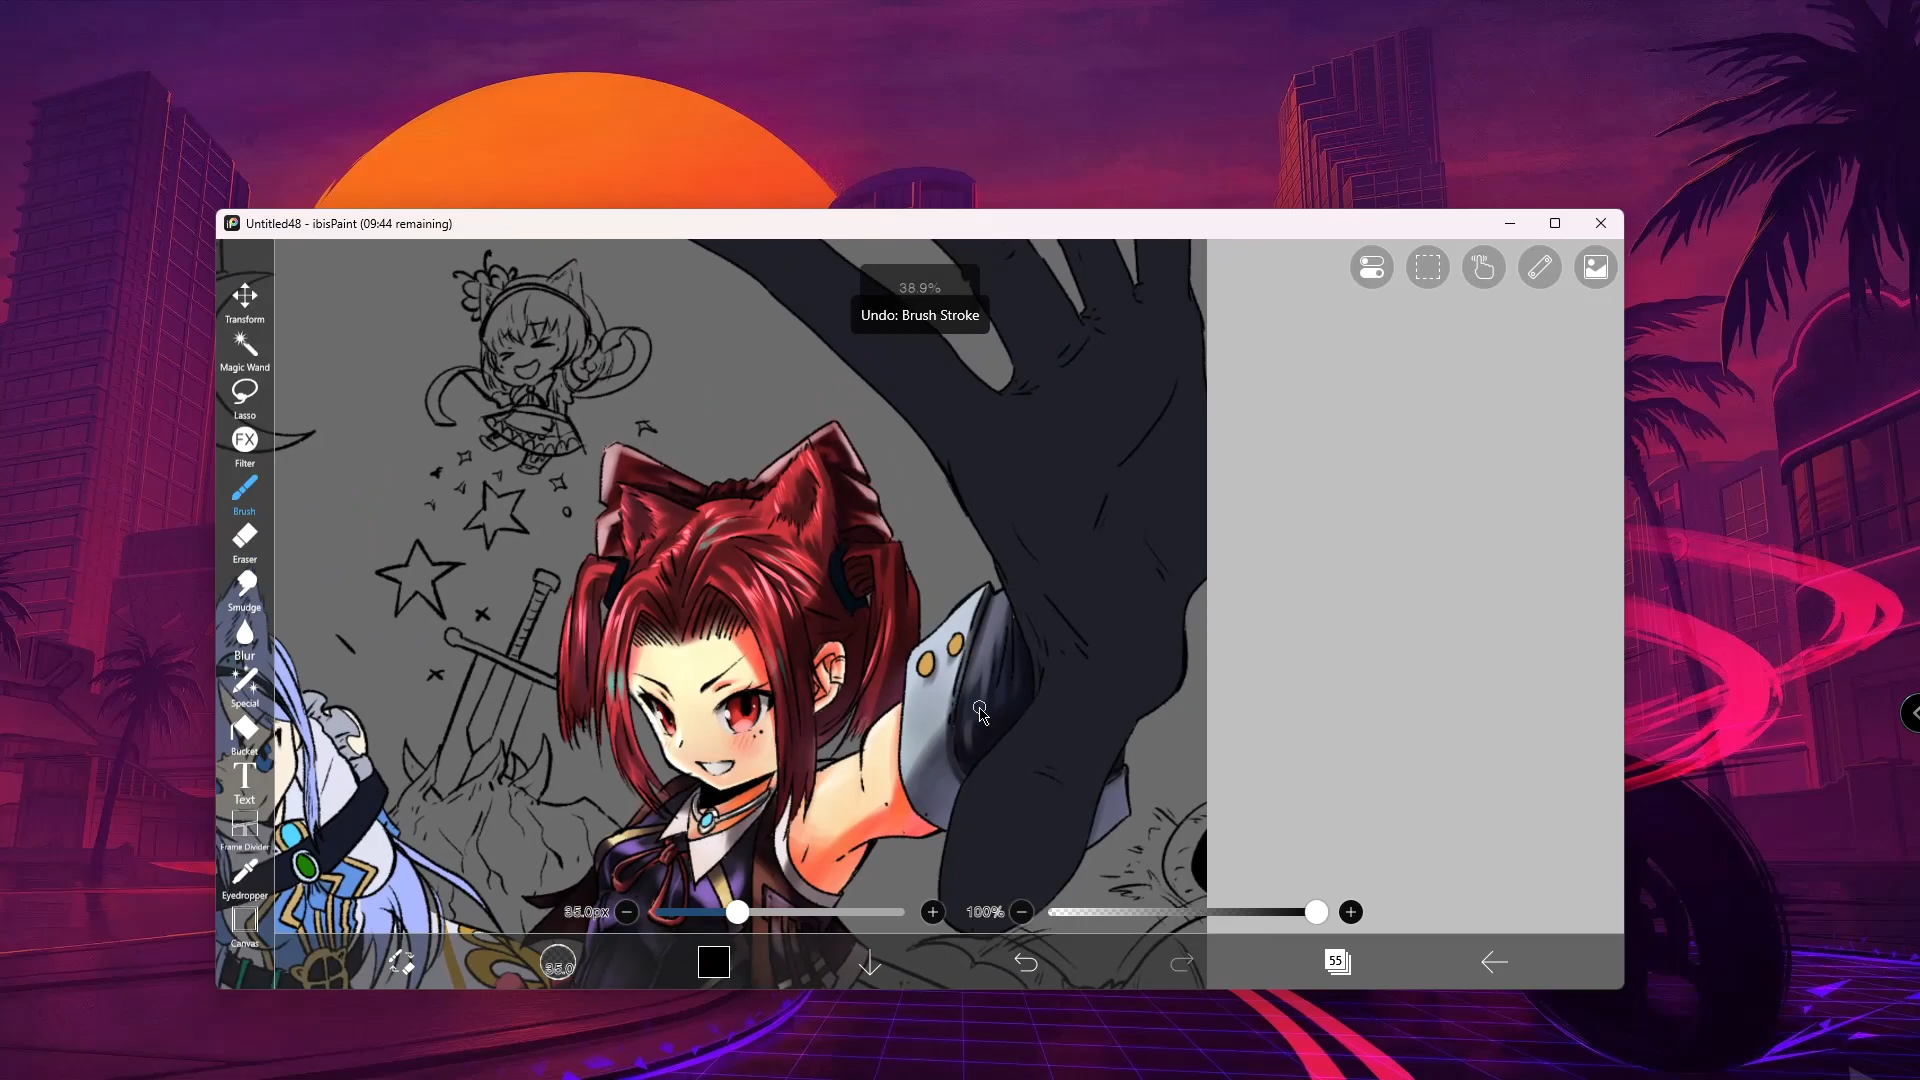 Untitled48 - ibisPaint (09:44 remaining)
38.9%
Undo: Brush Stroke
Transform
Magic Wand
Lasso
FX
Filter
Brush
Eraser
Smudge
Blur
Special
Bucket
T
Text
Frame Divider
Eyedropper
Canvas
35.0px
100%
35.0
55